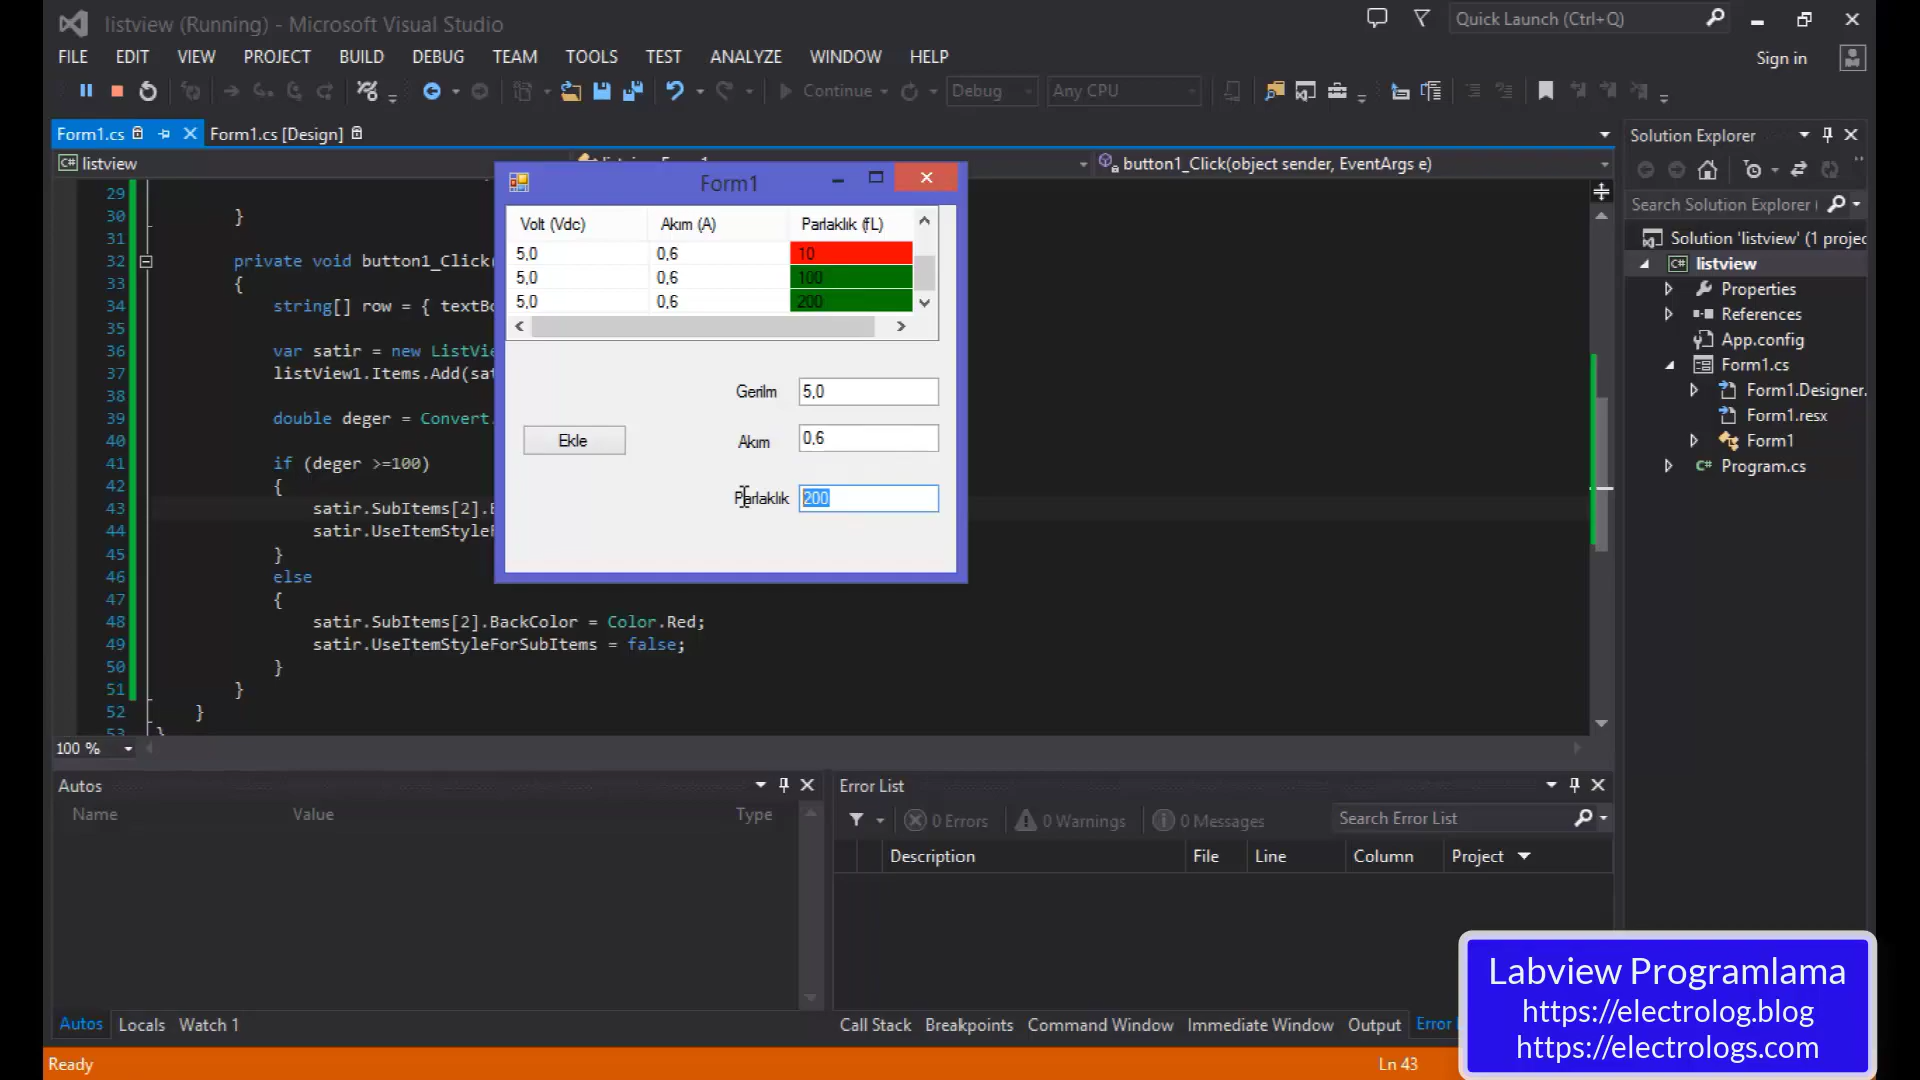 listview (Running) - Microsoft Visual Studio
Quick Launch (Ctrl+Q)
FILE EDIT VIEW PROJECT BUILD DEBUG TEAM TOOLS TEST ANALYZE WINDOW HELP
Sign in
Continue Debug Any CPU
Form1.cs Form1.cs [Design]
listview
button1_Click(object sender, EventArgs e)
29
30 }
31
32 private void button1_Click(
33 {
34 string[] row = {
35
36 var satir = new
37 listView1.Items.Add(
38
39 double deger = Convert.
40
41 if (deger >=100)
42 {
43 satir.SubItems[2].
44
45 }
46 else
47 {
48 satir.SubItems[2].BackColor = Color.Red;
49 satir.UseItemStyleForSubItems = false;
50 }
51 }
52 }
53 }
100 %
Form1
Volt (Vdc) Akım (A) Parlaklık (fL)
5,0 0,6 10
5,0 0,6 100
5,0 0,6 200
Gerilm 5,0
Akım 0,6
Ekle
Parlaklık 200
Solution Explorer
Search Solution Explorer (
Solution 'listview' (1 projec
listview
Properties
References
App.config
Form1.cs
Form1.Designer.
Form1.resx
Form1
Program.cs
Autos
Name Value Type
Autos Locals Watch 1
Error List
0 Errors 0 Warnings 0 Messages Search Error List
Description File Line Column Project
Call Stack Breakpoints Command Window Immediate Window Output Error
Ready
Ln 43
Labview Programlama
https://electrolog.blog
https://electrologs.com